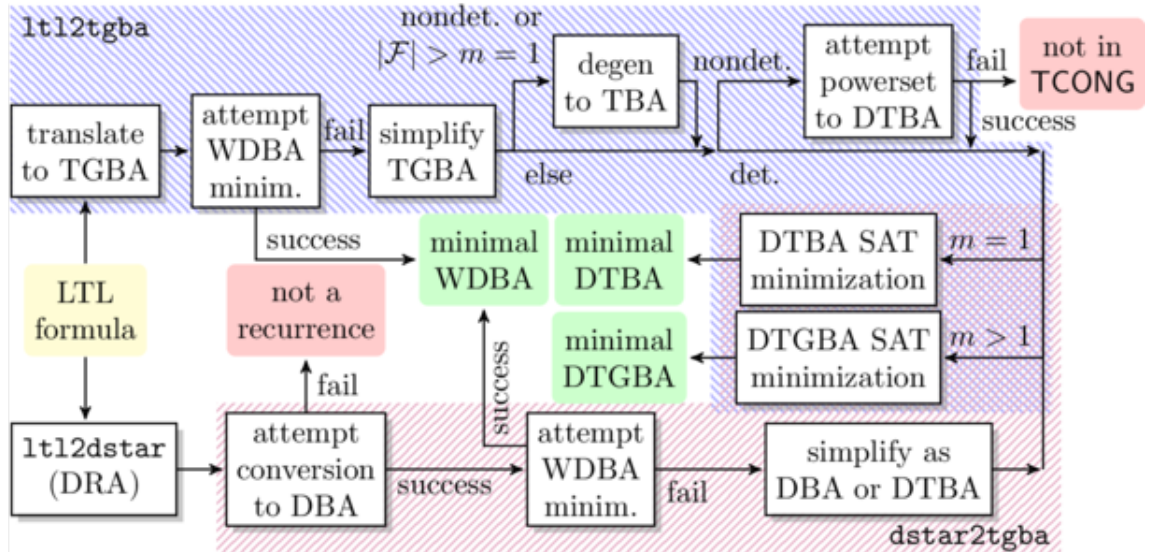 ltl2tgba
nondet. or
|F| > m = 1
degen
to TBA
nondet.
attempt
powerset
to DTBA
fail
not in
TCONG
success
translate
to TGBA
attempt
WDBA
minim.
fail
simplify
TGBA
else
det.
success
minimal
WDBA
minimal
DTBA
DTBA SAT
minimization
m = 1
LTL
formula
not a
recurrence
minimal
DTGBA
DTGBA SAT
minimization
m > 1
fail
success
ltl2dstar
(DRA)
attempt
conversion
to DBA
success
attempt
WDBA
minim.
fail
simplify as
DBA or DTBA
dstar2tgba